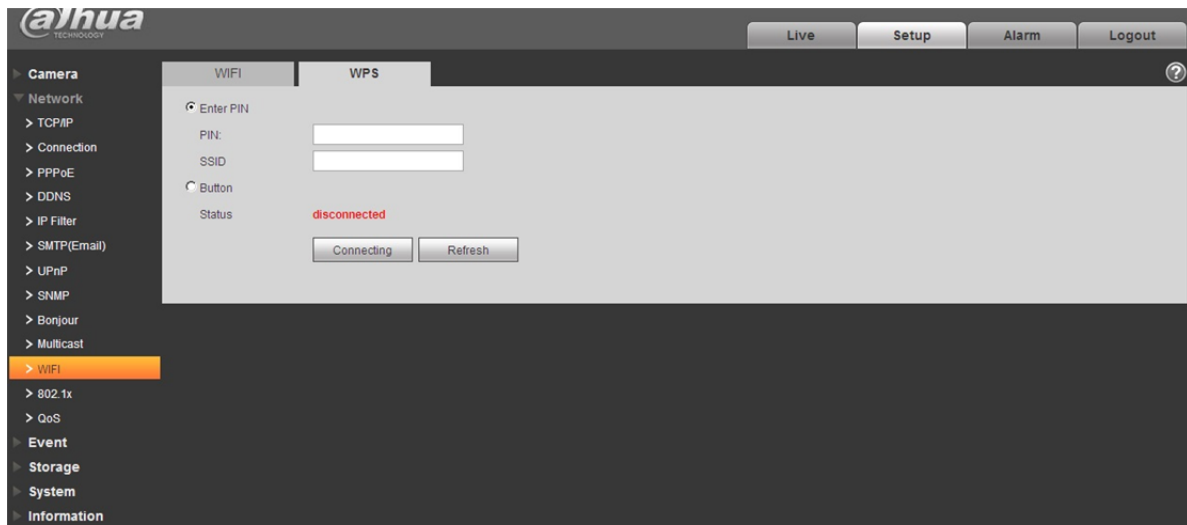 alhua
TECHNOLOGY
Live
Setup
Alarm
Logout
Camera
Network
> TCP/IP
> Connection
> PPPoE
> DDNS
> IP Filter
> SMTP(Email)
> UPnP
> SNMP
> Bonjour
> Multicast
> WIFI
> 802.1x
> QoS
Event
Storage
System
Information
WIFI
WPS
?
Enter PIN
PIN:
SSID
Button
Status disconnected
Connecting Refresh